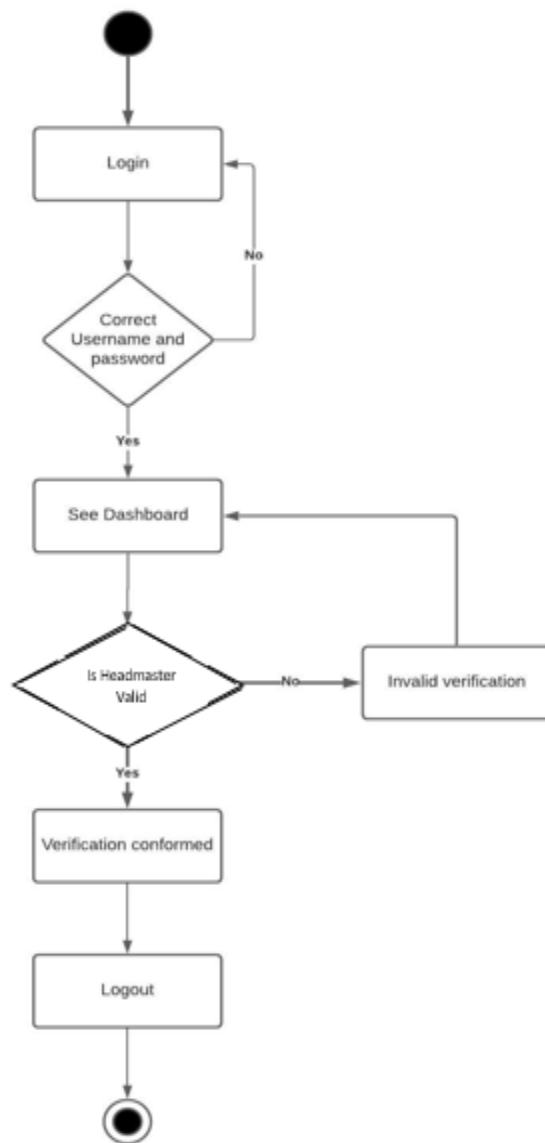 Login
No
Correct
Username and
password
Yes
See Dashboard
Is Headmaster
Valid
No
Invalid verification
Yes
Verification conformed
Logout